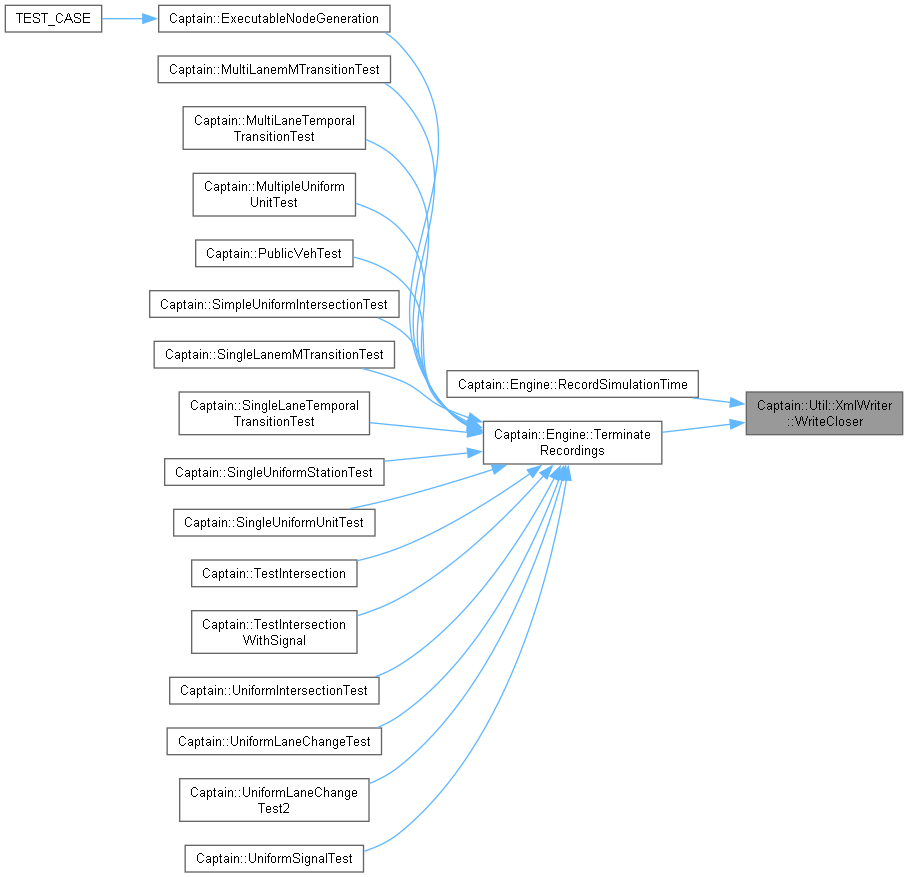 TEST_CASE
Captain::ExecutableNodeGeneration
Captain::MultiLanemMTransitionTest
Captain::MultiLaneTemporal
TransitionTest
Captain::MultipleUniform
UnitTest
Captain::PublicVehTest
Captain::SimpleUniformIntersectionTest
Captain::SingleLanemMTransitionTest
Captain::SingleLaneTemporal
TransitionTest
Captain::SingleUniformStationTest
Captain::SingleUniformUnitTest
Captain::TestIntersection
Captain::TestIntersection
WithSignal
Captain::UniformIntersectionTest
Captain::UniformLaneChangeTest
Captain::UniformLaneChange
Test2
Captain::UniformSignalTest
Captain::Engine::RecordSimulationTime
Captain::Engine::Terminate
Recordings
Captain::Util::XmlWriter
::WriteCloser